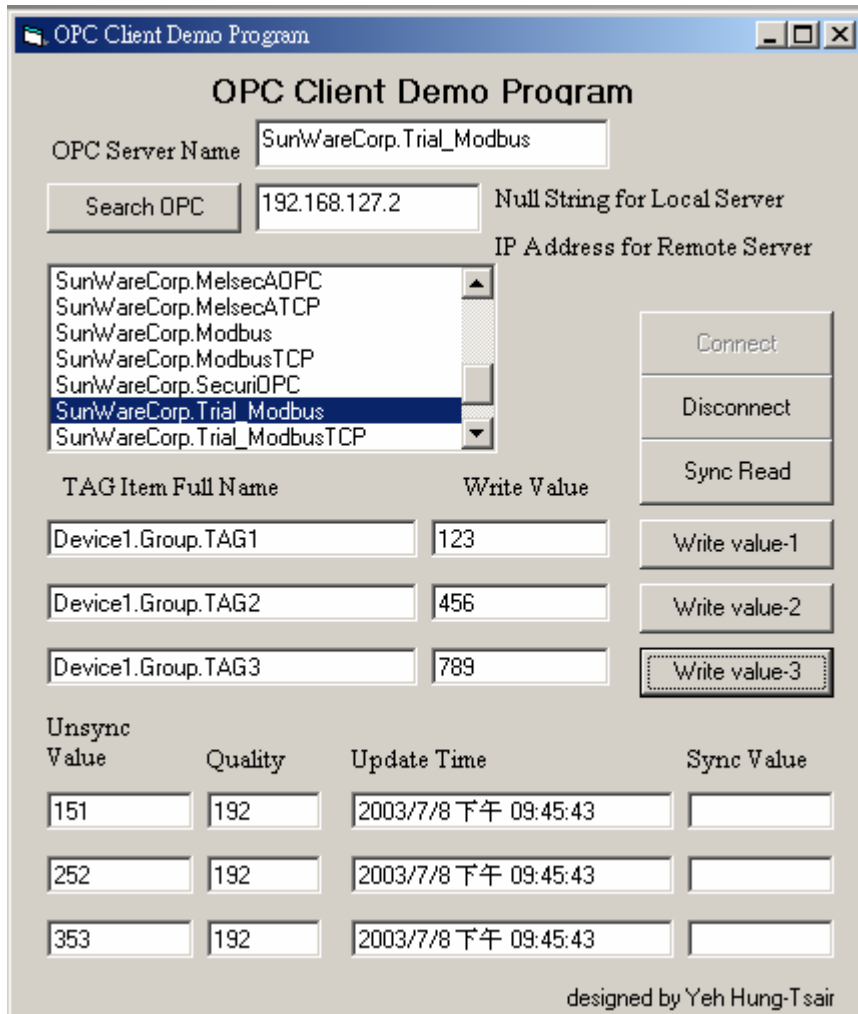 OPC Client Demo Program
OPC Client Demo Program
OPC Server Name SunWareCorp.Trial_Modbus
Search OPC 192.168.127.2 Null String for Local Server
IP Address for Remote Server
SunWareCorp.MelsecAOPC
SunWareCorp.MelsecATCP
SunWareCorp.Modbus
SunWareCorp.ModbusTCP
SunWareCorp.SecuriOPC
SunWareCorp.Trial_Modbus
SunWareCorp.Trial_ModbusTCP
Connect
Disconnect
Sync Read
TAG Item Full Name Write Value
Device1.Group.TAG1 123 Write value-1
Device1.Group.TAG2 456 Write value-2
Device1.Group.TAG3 789 Write value-3
Unsync
Value Quality Update Time Sync Value
151 192 2003/7/8 下午 09:45:43
252 192 2003/7/8 下午 09:45:43
353 192 2003/7/8 下午 09:45:43
designed by Yeh Hung-Tsair